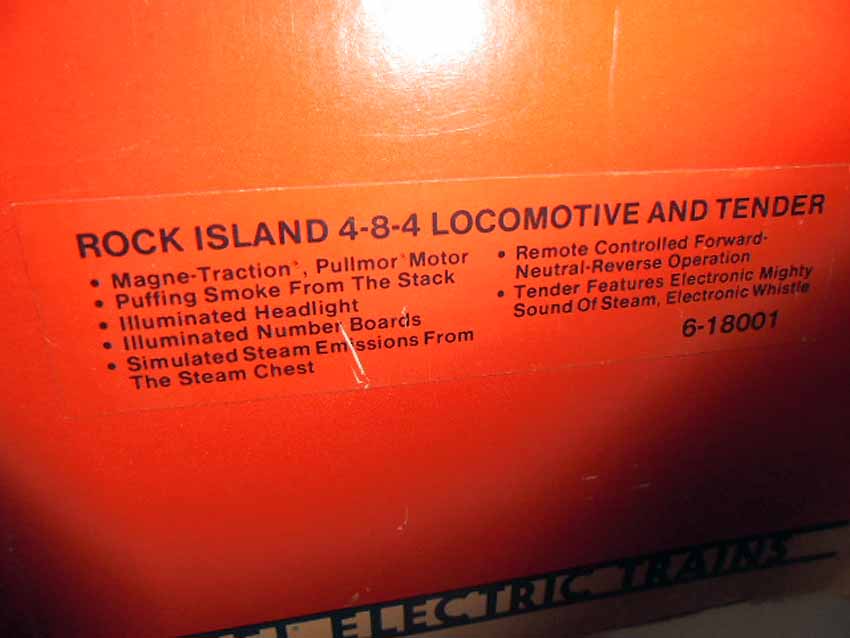 ROCK ISLAND 4-8-4 LOCOMOTIVE AND TENDER
• Magne-Traction*, Pullmor* Motor
• Puffing Smoke From The Stack
• Illuminated Headlight
• Illuminated Number Boards
• Simulated Steam Emissions From
The Steam Chest
• Remote Controlled Forward-
Neutral-Reverse Operation
• Tender Features Electronic Mighty
Sound Of Steam, Electronic Whistle
6-18001
ELECTRIC TRAINS